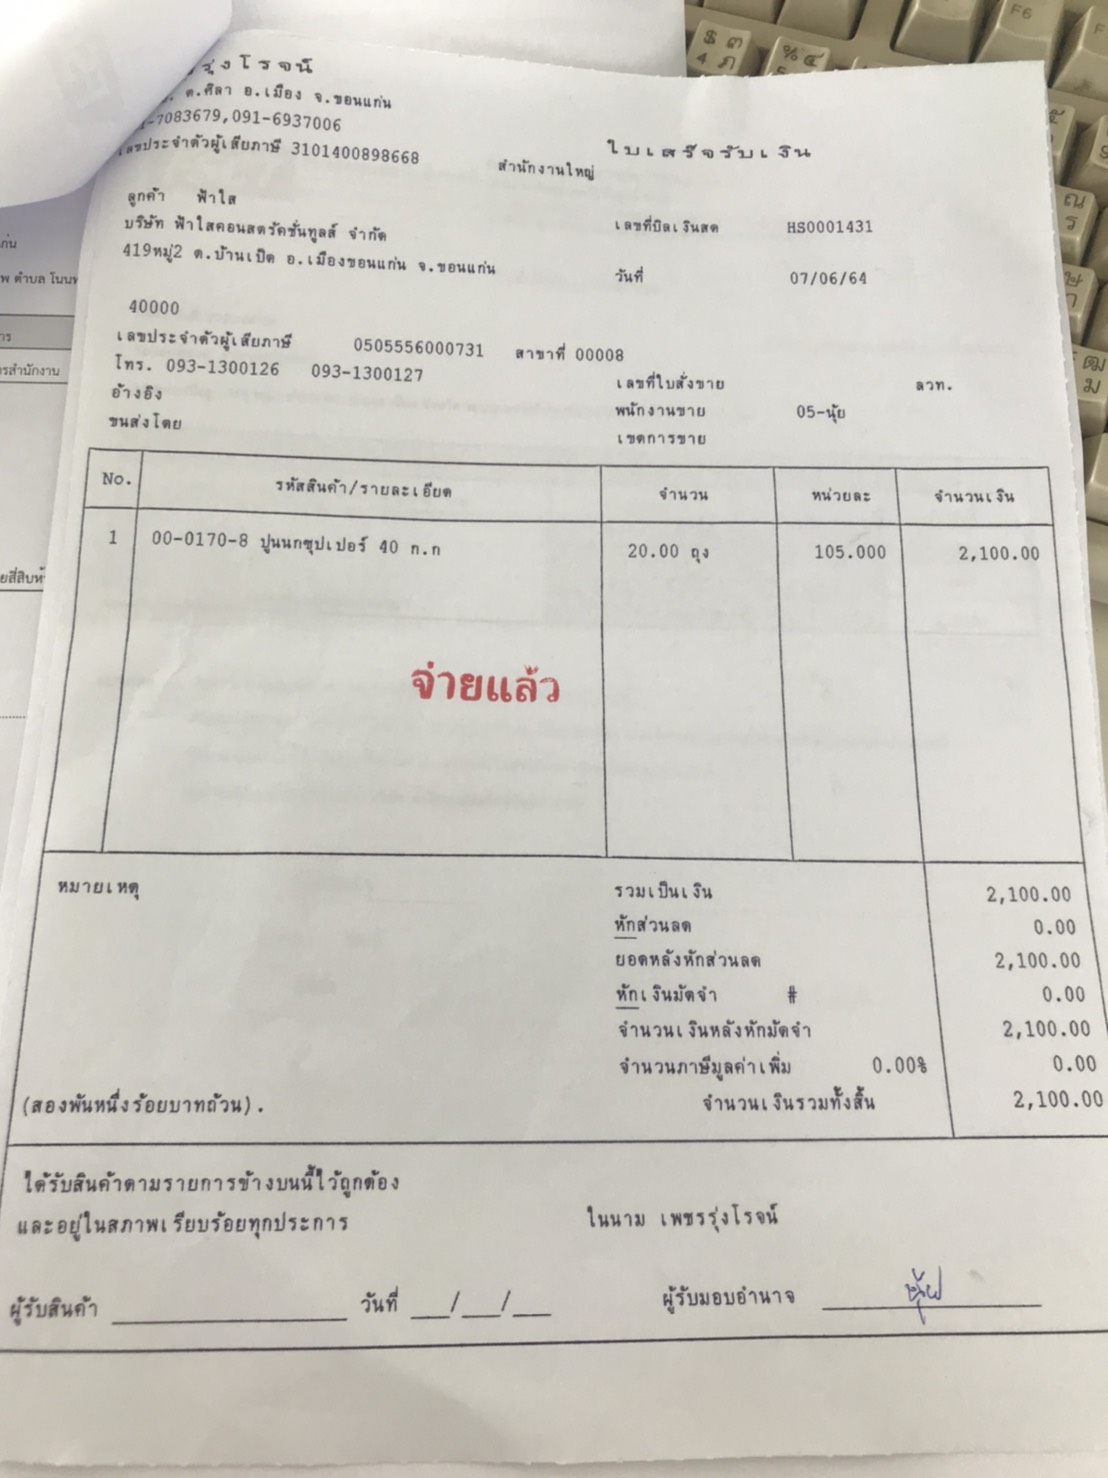 รุ่งโรจน์
ต.ศิลา อ.เมือง จ.ขอนแก่น
-7083679,091-6937006
เลขประจำตัวผู้เสียภาษี 3101400898668
สำนักงานใหญ่
ใบเสร็จรับเงิน
ลูกค้า ฟ้าใส
บริษัท ฟ้าใสคอนสตรัคชั่นทูลส์ จำกัด
เลขที่บิลเงินสด HS0001431
419หมู่2 ต.บ้านเป็ด อ.เมืองขอนแก่น จ.ขอนแก่น
วันที่ 07/06/64
40000
เลขประจำตัวผู้เสียภาษี 0505556000731 สาขาที่ 00008
โทร. 093-1300126 093-1300127
เลขที่ใบสั่งขาย ลวท.
อ้างอิง
พนักงานขาย 05-นุ้ย
ขนส่งโดย
เขตการขาย
No. รหัสสินค้า/รายละเอียด จำนวน หน่วยละ จำนวนเงิน
1 00-0170-8 ปูนนกซุปเปอร์ 40 ก.ก 20.00 ถุง 105.000 2,100.00
จ่ายแล้ว
หมายเหตุ
รวมเป็นเงิน 2,100.00
หักส่วนลด 0.00
ยอดหลังหักส่วนลด 2,100.00
หักเงินมัดจำ # 0.00
จำนวนเงินหลังหักมัดจำ 2,100.00
จำนวนภาษีมูลค่าเพิ่ม 0.00% 0.00
(สองพันหนึ่งร้อยบาทถ้วน). จำนวนเงินรวมทั้งสิ้น 2,100.00
ได้รับสินค้าตามรายการข้างบนนี้ไว้ถูกต้อง
และอยู่ในสภาพเรียบร้อยทุกประการ
ในนาม เพชรรุ่งโรจน์
ผู้รับสินค้า วันที่ __/__/__
ผู้รับมอบอำนาจ นุ้ย